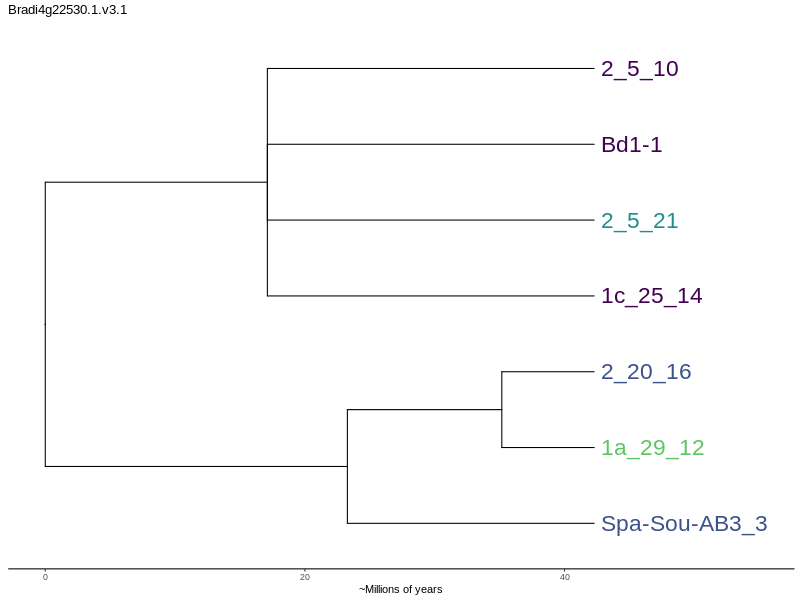 Bradi4g22530.1.v3.1
2_5_10
Bd1-1
2_5_21
1c_25_14
2_20_16
1a_29_12
Spa-Sou-AB3_3
0 20 40
~Millions of years